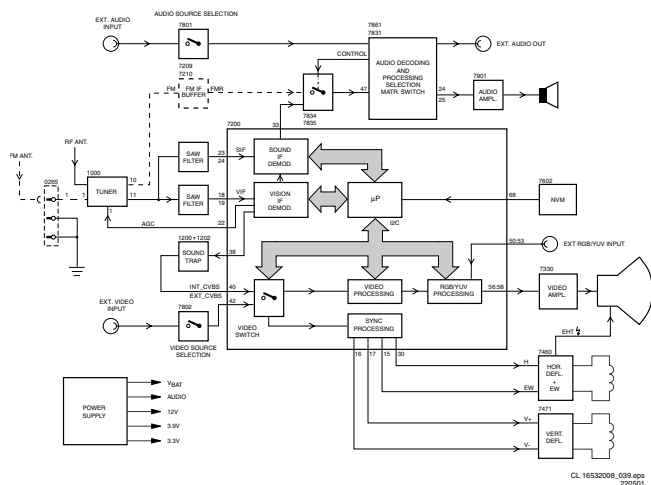 AUDIO SOURCE SELECTION
EXT. AUDIO
INPUT
7801
7861
7831
EXT. AUDIO OUT
7209
7210
CONTROL
AUDIO DECODING
AND
PROCESSING
SELECTION
MATR. SWITCH
FM
FM IF
BUFFER
FMR
47
24
25
7901
AUDIO
AMPL.
7834
7835
RF ANT.
FM ANT.
7200
33
0265
1000
TUNER
10
11
1
1
1
SAW
FILTER
23
24
SIF
SOUND
IF
DEMOD.
SAW
FILTER
18
19
VIF
VISION
IF
DEMOD.
µP
I2C
68
7602
NVM
AGC
22
1200+1202
SOUND
TRAP
38
50:53
EXT RGB/YUV INPUT
INT_CVBS
40
EXT_CVBS
42
VIDEO
PROCESSING
RGB/YUV
PROCESSING
56:58
7330
VIDEO
AMPL.
EXT. VIDEO
INPUT
7802
VIDEO
SWITCH
VIDEO SOURCE
SELECTION
SYNC
PROCESSING
16
17
15
30
EHT
7460
H
EW
HOR.
DEFL.
+
EW
7471
V+
V-
VERT.
DEFL.
POWER
SUPPLY
VBAT
AUDIO
12V
3.9V
3.3V
CL 16532008_039.eps
220501